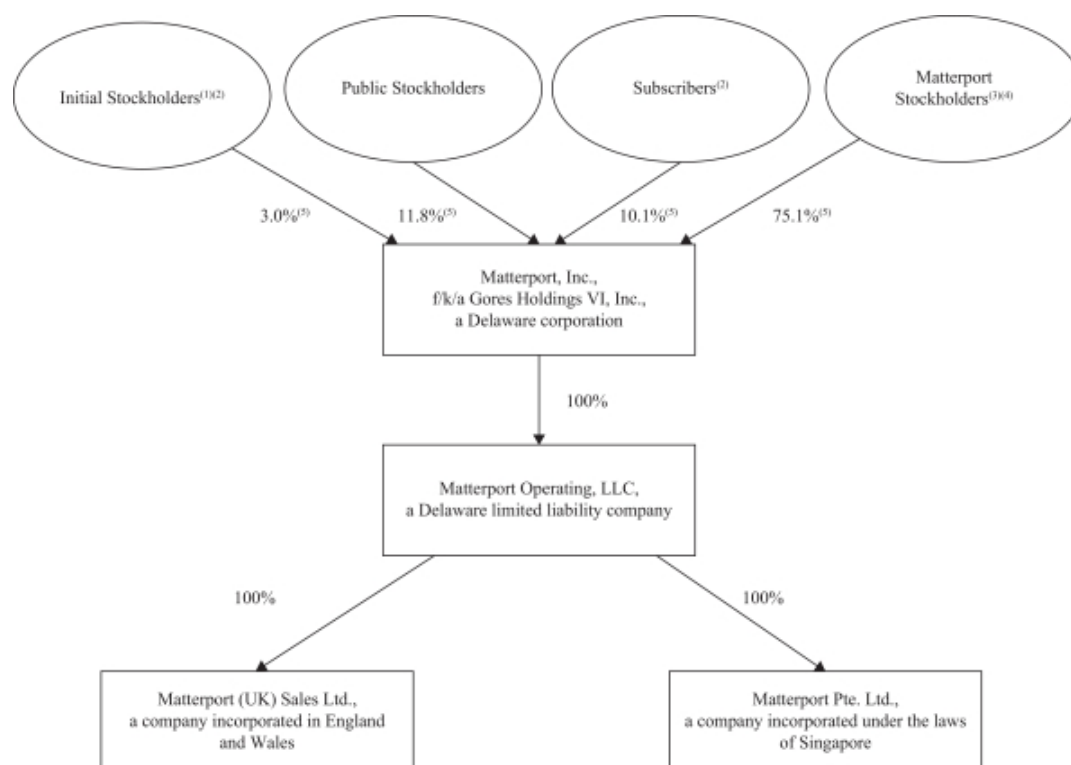 Initial Stockholders(1)(2)
Public Stockholders
Subscribers(2)
Matterport
Stockholders(3)(4)
3.0%(5)
11.8%(5)
10.1%(5)
75.1%(5)
Matterport, Inc.,
f/k/a Gores Holdings VI, Inc.,
a Delaware corporation
100%
Matterport Operating, LLC,
a Delaware limited liability company
100%
100%
Matterport (UK) Sales Ltd.,
a company incorporated in England
and Wales
Matterport Pte. Ltd.,
a company incorporated under the laws
of Singapore